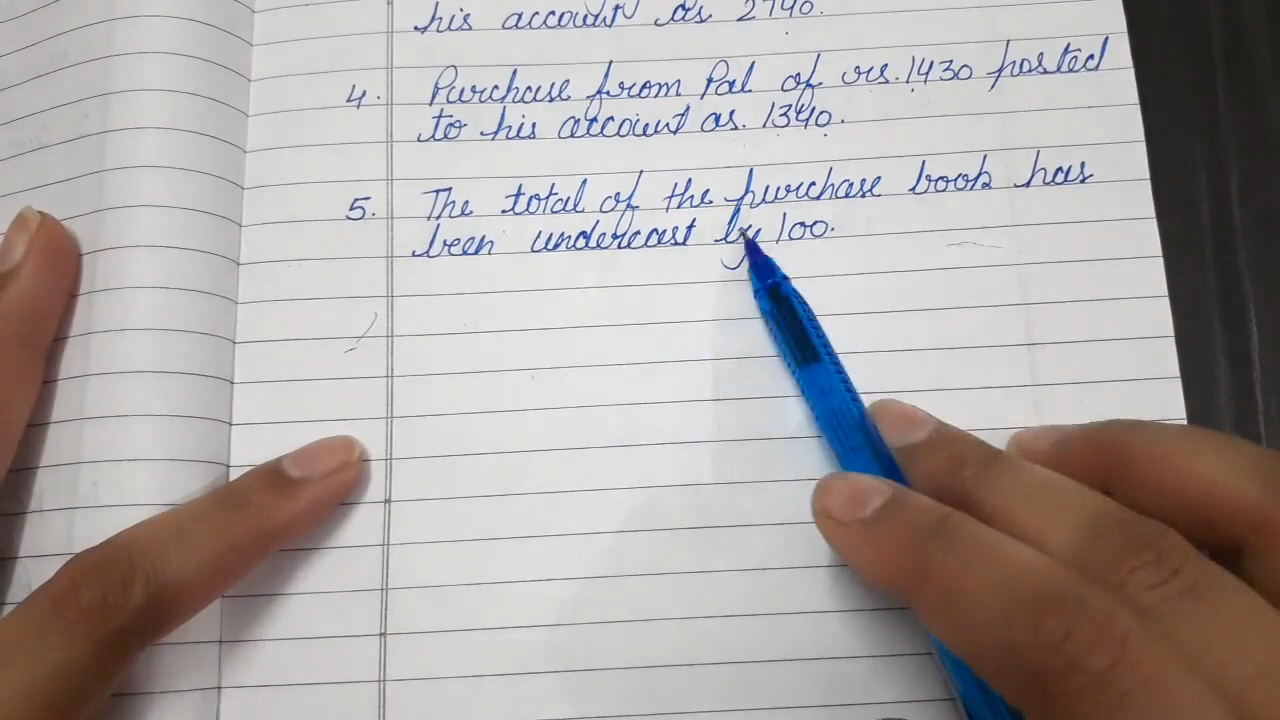 his account as 2740.
4. Purchase from Pal of rs. 1430 posted
to his account as. 1340.
5. The total of the purchase book has
been undercast by 100.